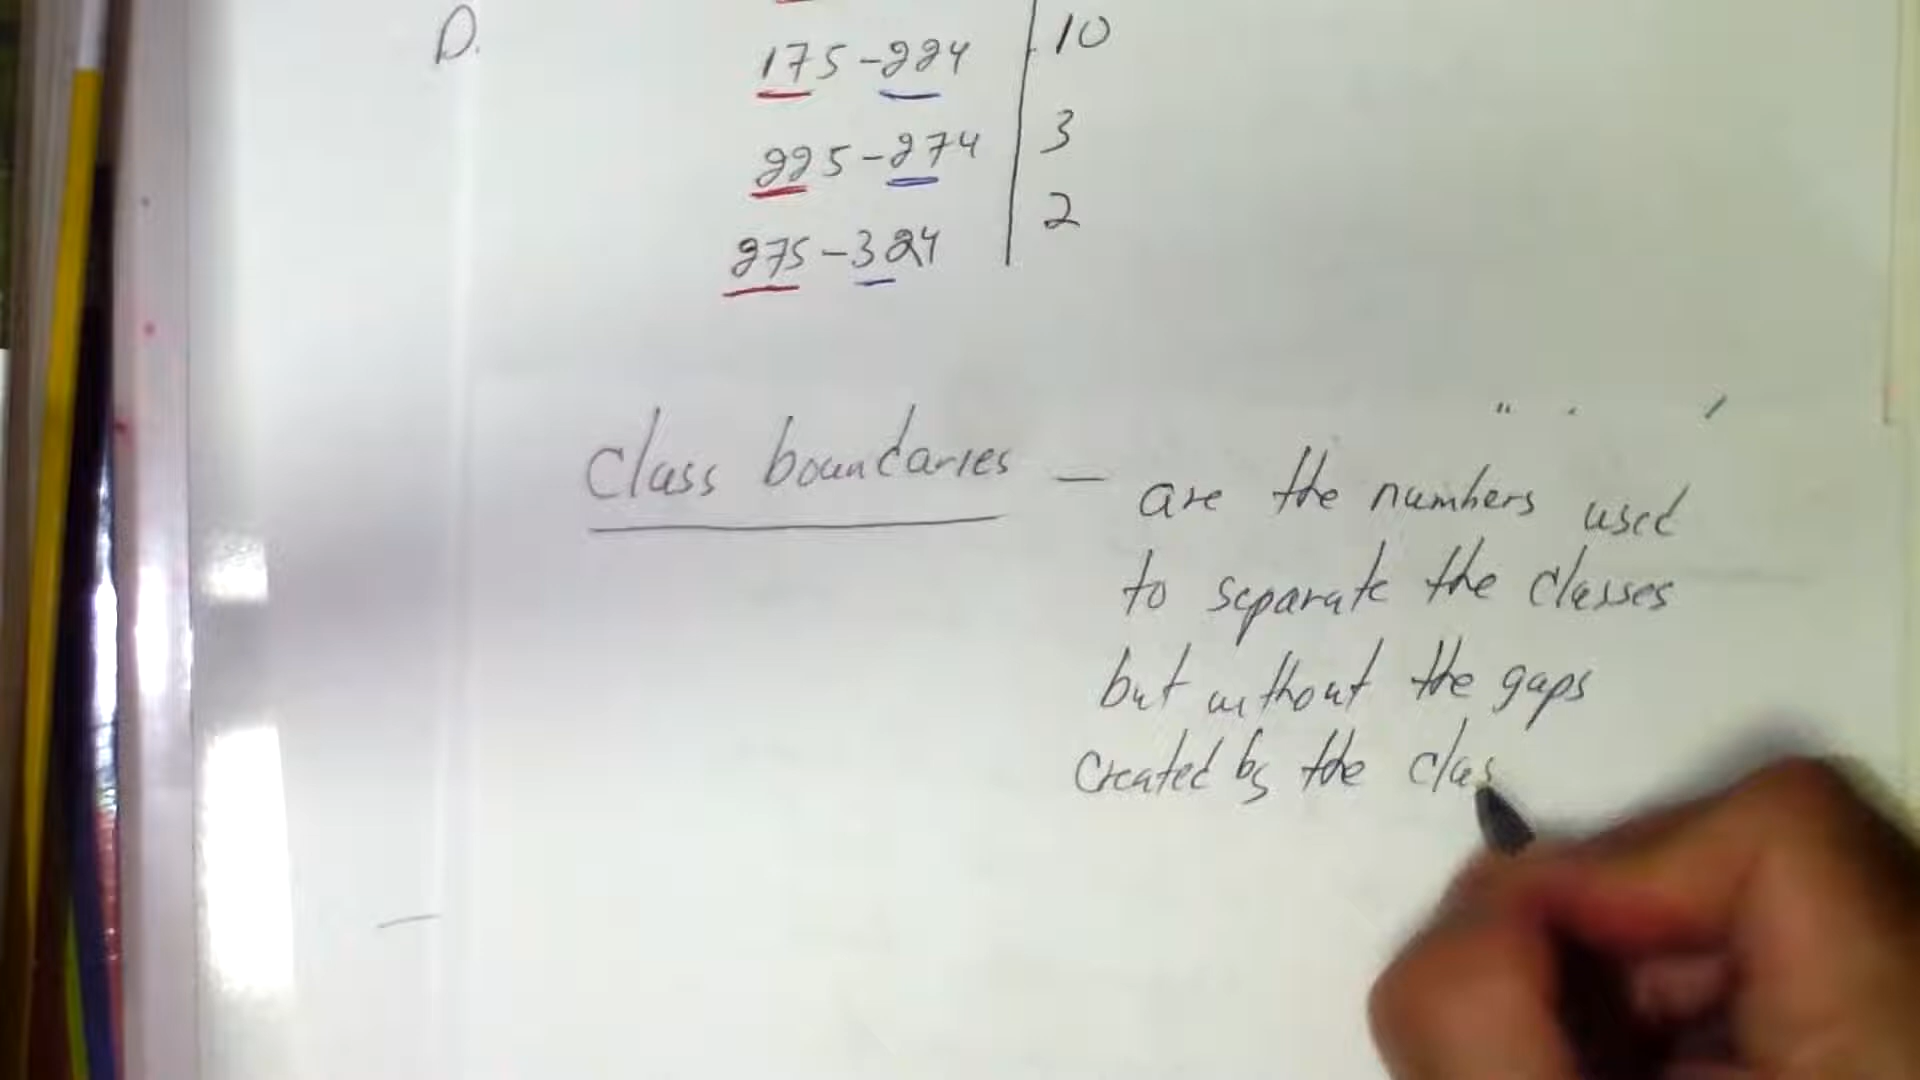 D.
175-224 10
225-274 3
275-324 2
Class boundaries - are the numbers used
to separate the classes
but without the gaps
Created by the clas